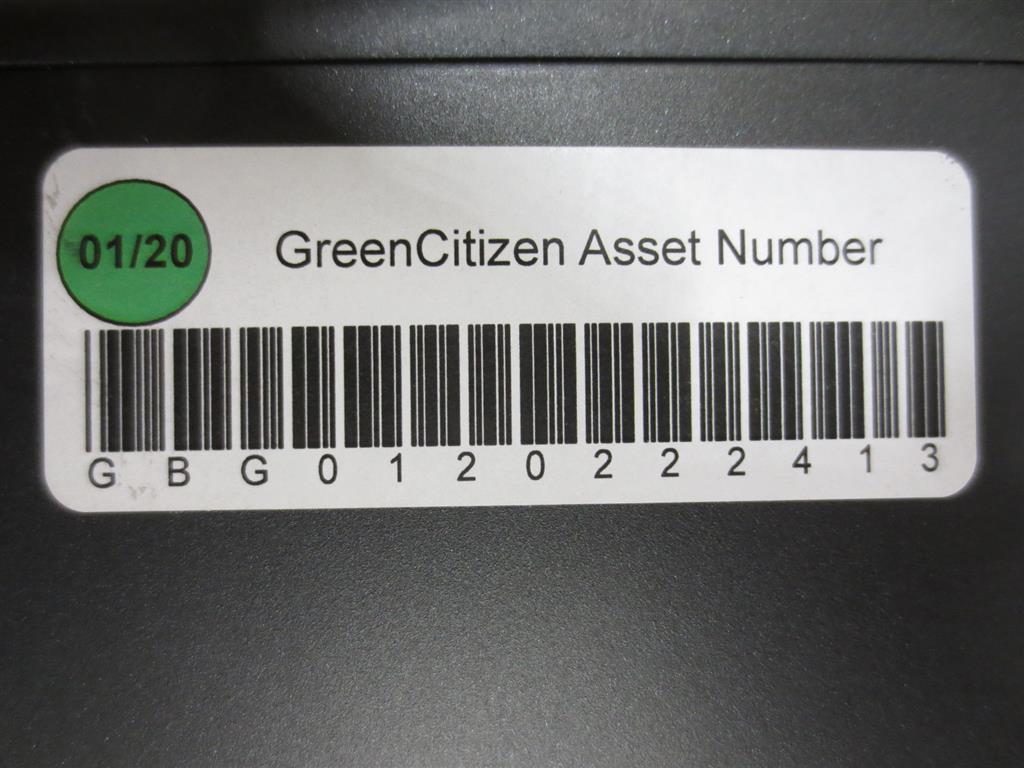 01/20
GreenCitizen Asset Number
G B G 0 1 2 0 2 2 2 4 1 3